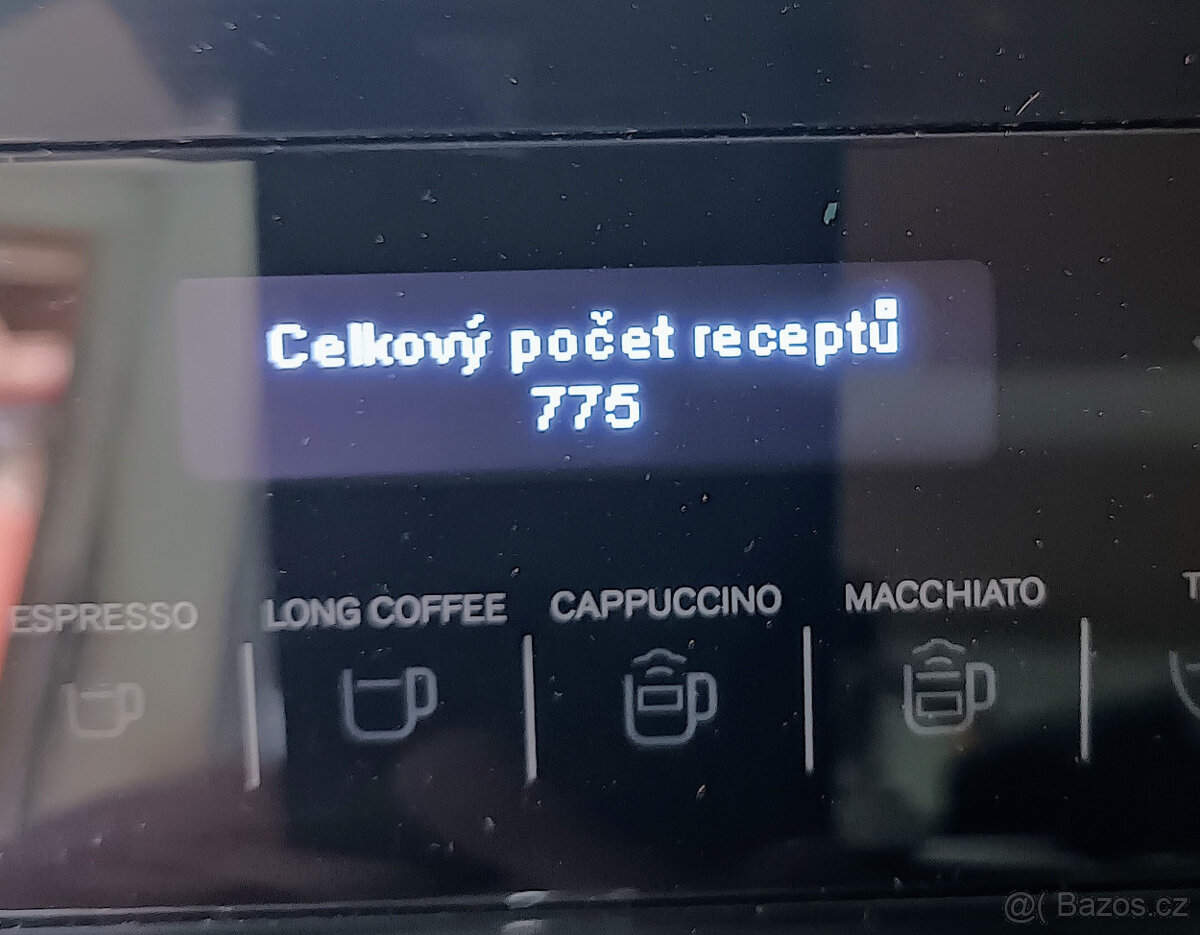 Celkový počet receptů
775
ESPRESSO
LONG COFFEE
CAPPUCCINO
MACCHIATO
@( Bazos.cz